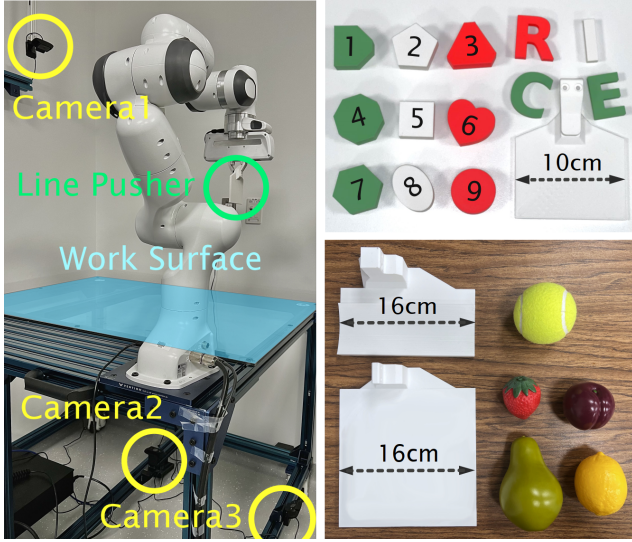 Camera1
Line Pusher
Work Surface
Camera2
Camera3
1 2 3 R I
4 5 6 C E
7 8 9
10cm
16cm
16cm